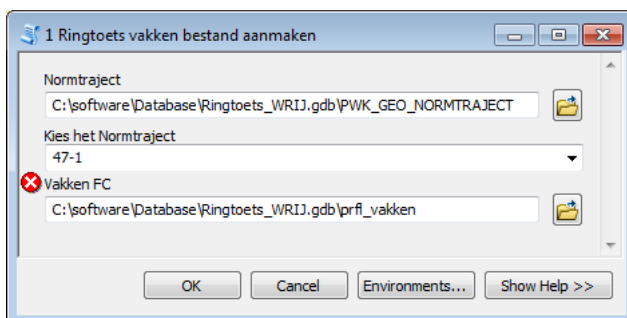 1 Ringtoets vakken bestand aanmaken
Normtraject
C:\software\Database\Ringtoets_WRIJ.gdb\PWK_GEO_NORMTRAJECT
Kies het Normtraject
47-1
Vakken FC
C:\software\Database\Ringtoets_WRIJ.gdb\prfl_vakken
OK
Cancel
Environments...
Show Help >>